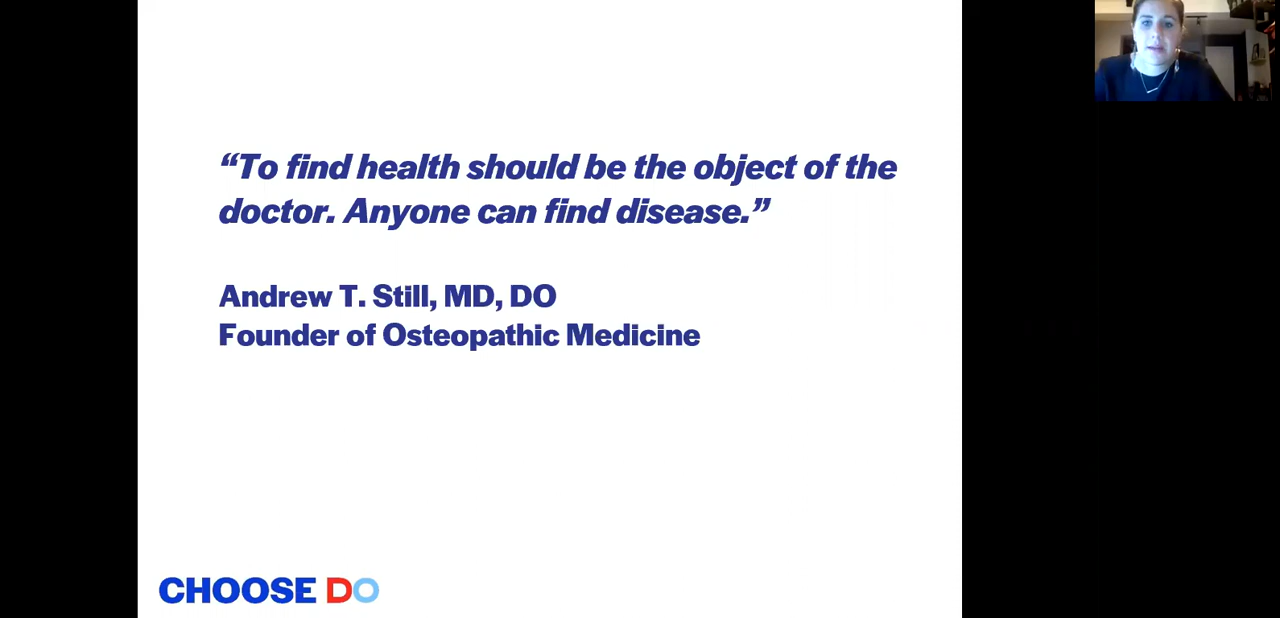 “To find health should be the object of the
doctor. Anyone can find disease.”
Andrew T. Still, MD, DO
Founder of Osteopathic Medicine
CHOOSE DO